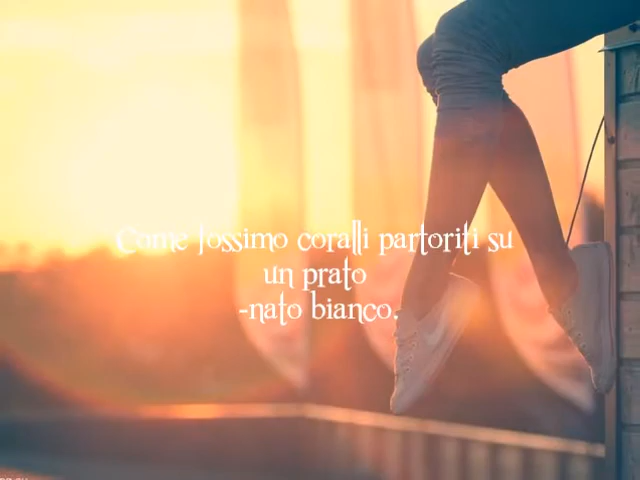 Come fossimo coralli partoriti su
un prato
-nato bianco.